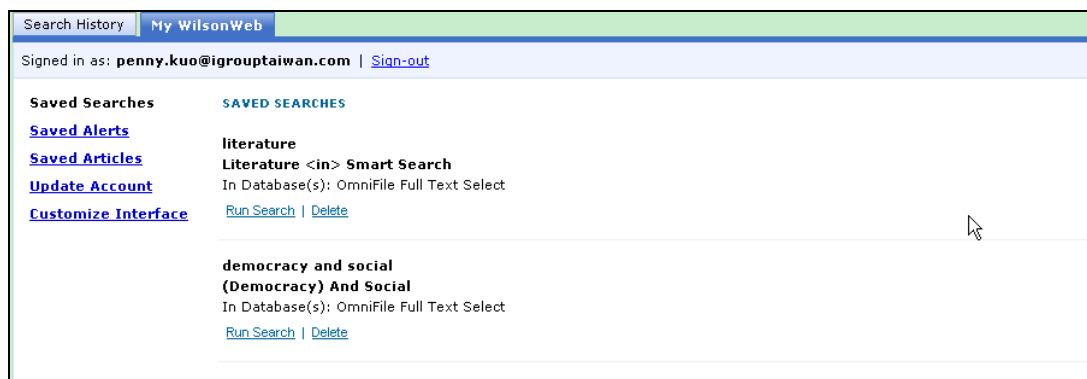 Search History My WilsonWeb
Signed in as: penny.kuo@igrouptaiwan.com | Sign-out
Saved Searches
Saved Alerts
Saved Articles
Update Account
Customize Interface
SAVED SEARCHES
literature
Literature <in> Smart Search
In Database(s): OmniFile Full Text Select
Run Search | Delete
democracy and social
(Democracy) And Social
In Database(s): OmniFile Full Text Select
Run Search | Delete